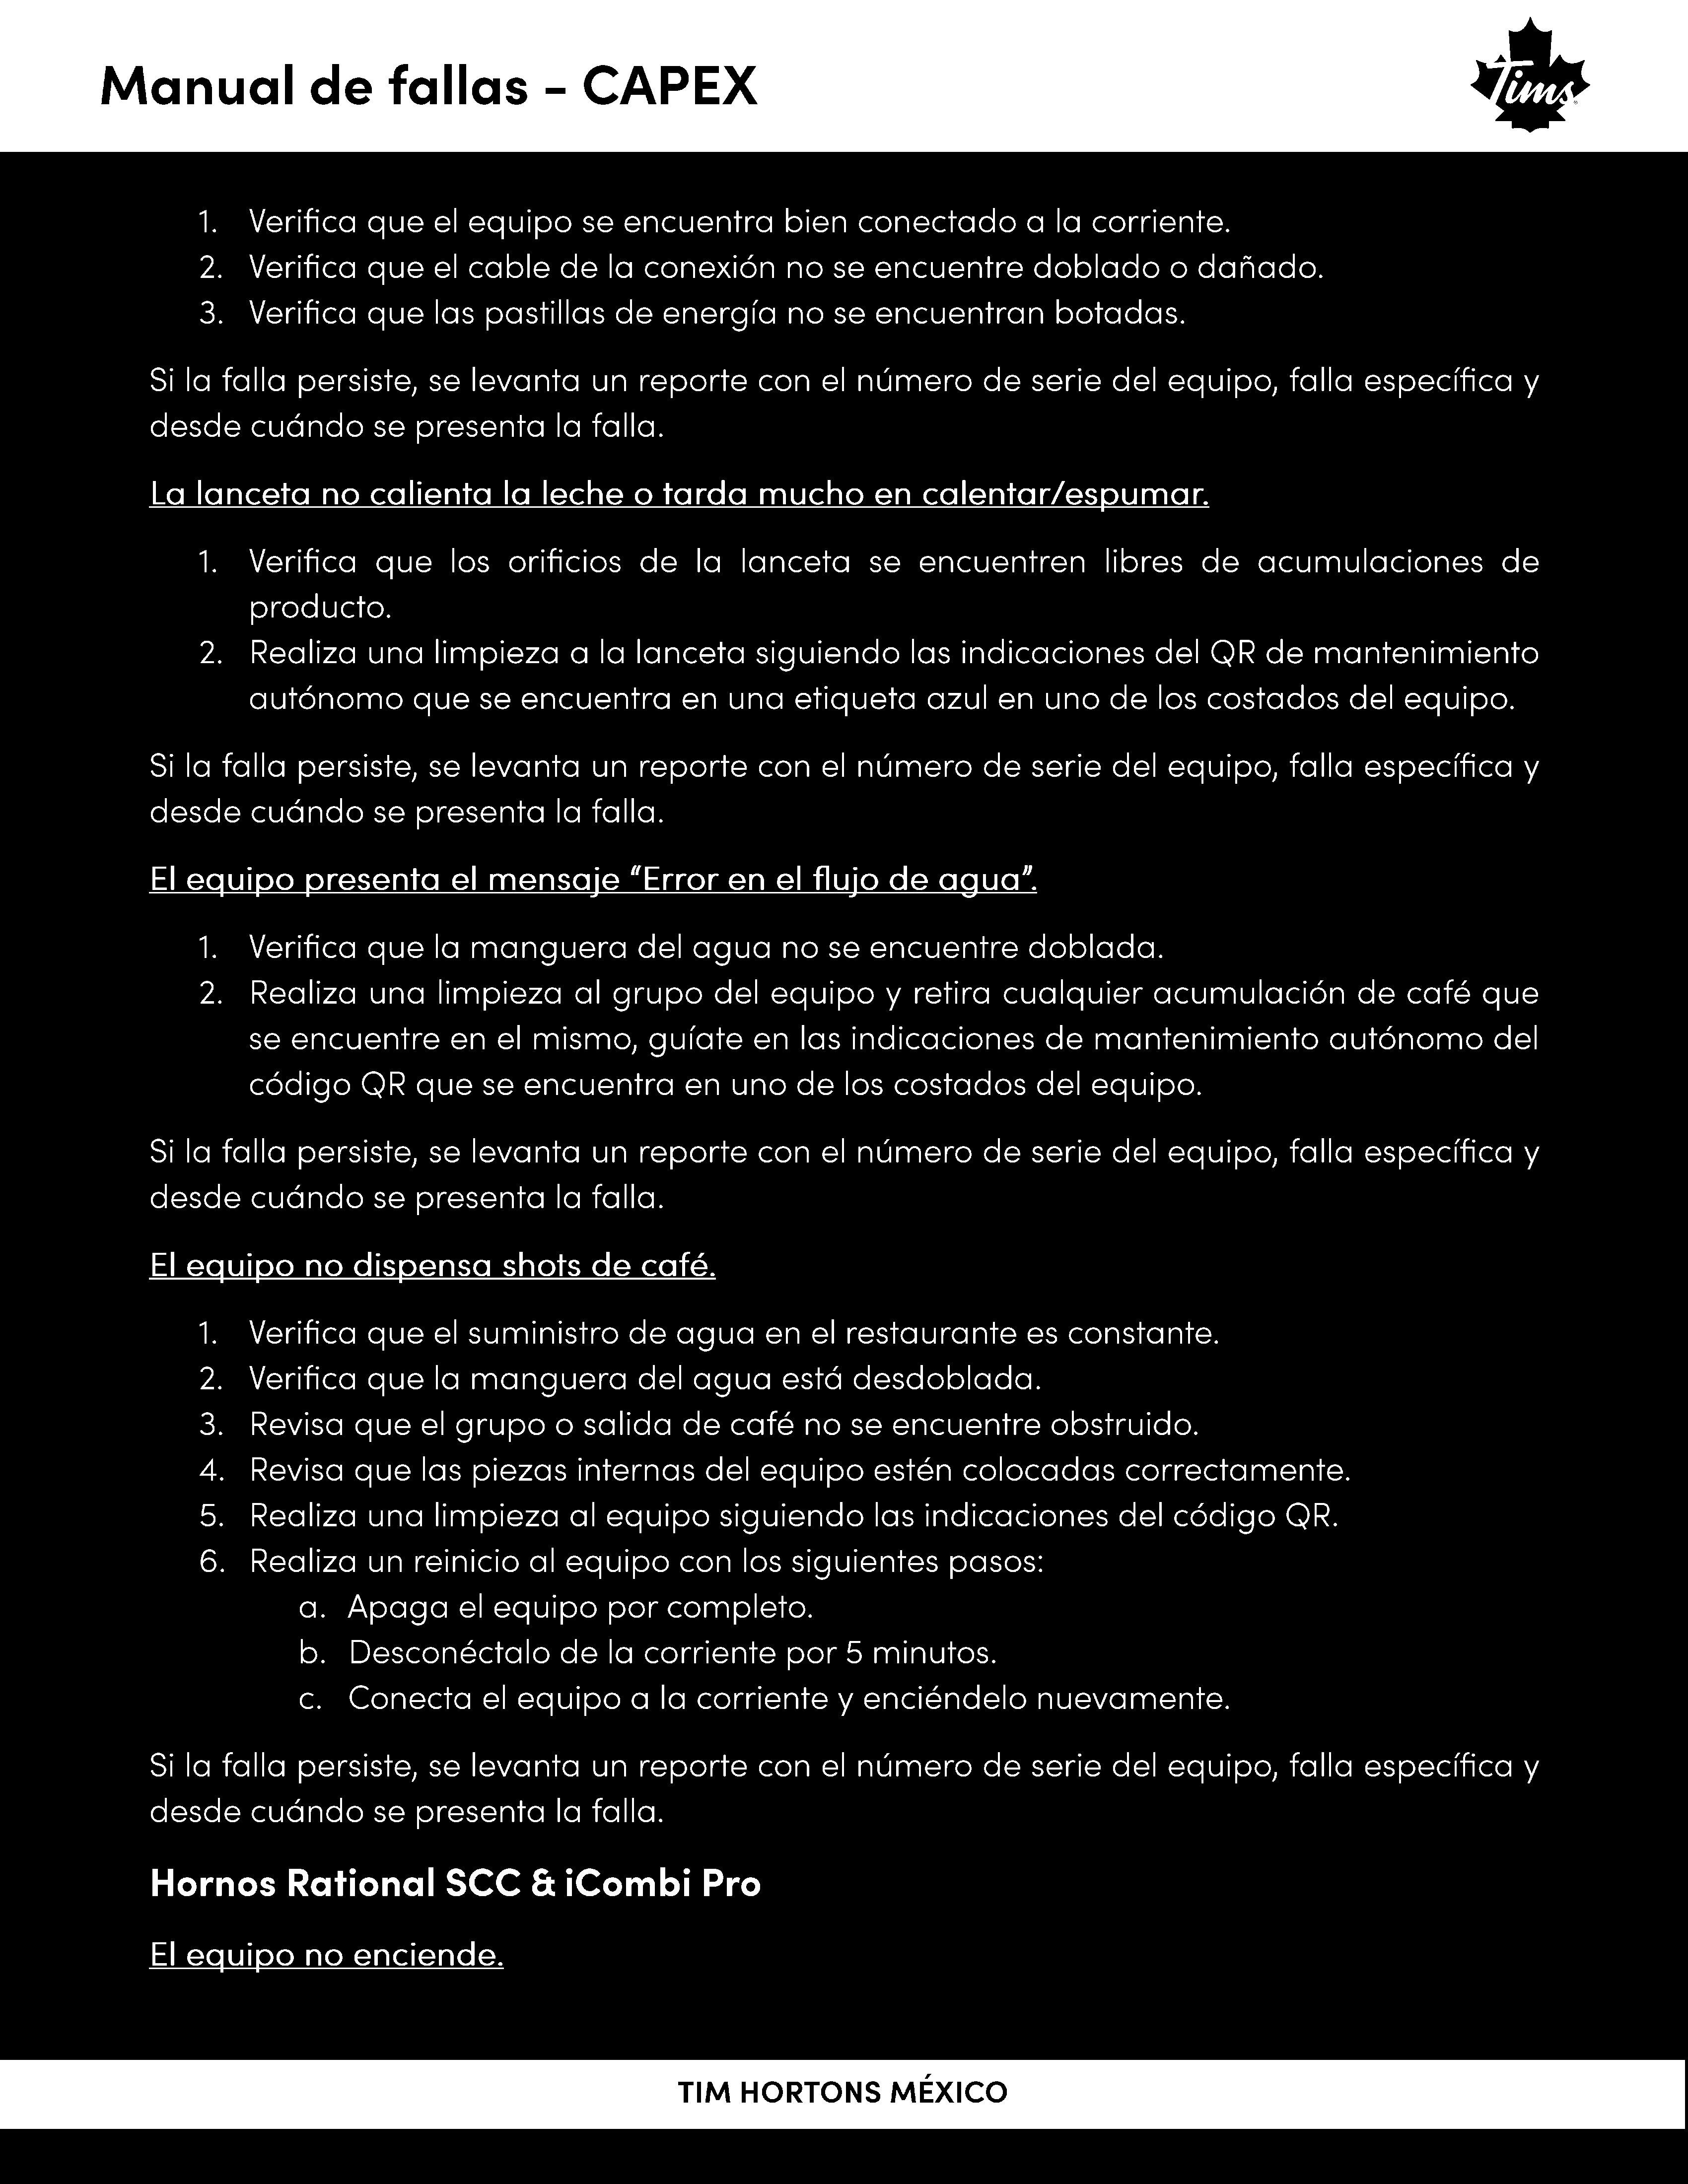 Manual de fallas - CAPEX
Tims
1. Verifica que el equipo se encuentra bien conectado a la corriente.
2. Verifica que el cable de la conexión no se encuentre doblado o dañado.
3. Verifica que las pastillas de energía no se encuentran botadas.
Si la falla persiste, se levanta un reporte con el número de serie del equipo, falla específica y
desde cuándo se presenta la falla.
La lanceta no calienta la leche o tarda mucho en calentar/espumar.
1. Verifica que los orificios de la lanceta se encuentren libres de acumulaciones de
producto.
2. Realiza una limpieza a la lanceta siguiendo las indicaciones del QR de mantenimiento
autónomo que se encuentra en una etiqueta azul en uno de los costados del equipo.
Si la falla persiste, se levanta un reporte con el número de serie del equipo, falla específica y
desde cuándo se presenta la falla.
El equipo presenta el mensaje “Error en el flujo de agua”.
1. Verifica que la manguera del agua no se encuentre doblada.
2. Realiza una limpieza al grupo del equipo y retira cualquier acumulación de café que
se encuentre en el mismo, guíate en las indicaciones de mantenimiento autónomo del
código QR que se encuentra en uno de los costados del equipo.
Si la falla persiste, se levanta un reporte con el número de serie del equipo, falla específica y
desde cuándo se presenta la falla.
El equipo no dispensa shots de café.
1. Verifica que el suministro de agua en el restaurante es constante.
2. Verifica que la manguera del agua está desdoblada.
3. Revisa que el grupo o salida de café no se encuentre obstruido.
4. Revisa que las piezas internas del equipo estén colocadas correctamente.
5. Realiza una limpieza al equipo siguiendo las indicaciones del código QR.
6. Realiza un reinicio al equipo con los siguientes pasos:
a. Apaga el equipo por completo.
b. Desconéctalo de la corriente por 5 minutos.
c. Conecta el equipo a la corriente y enciéndelo nuevamente.
Si la falla persiste, se levanta un reporte con el número de serie del equipo, falla específica y
desde cuándo se presenta la falla.
Hornos Rational SCC & iCombi Pro
El equipo no enciende.
TIM HORTONS MÉXICO